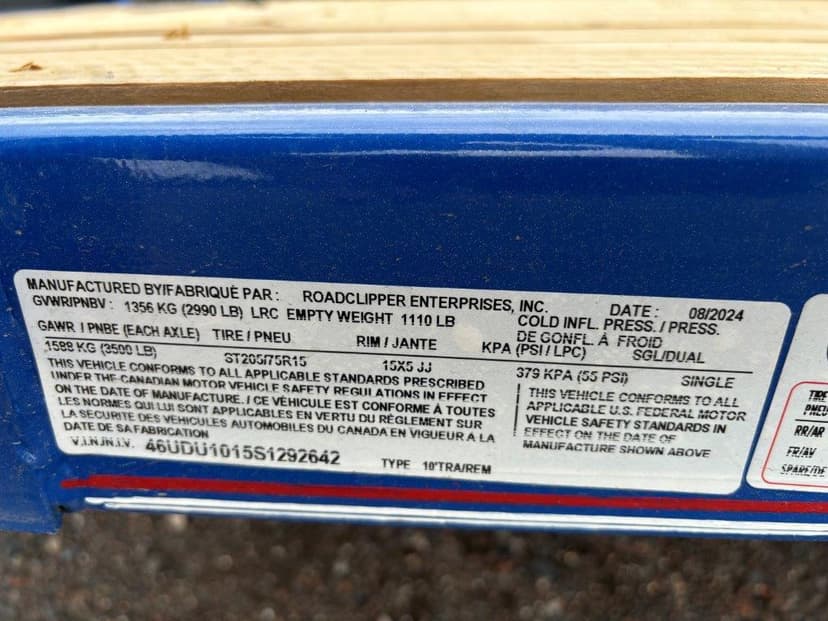 MANUFACTURED BY/FABRIQUÉ PAR: ROADCLIPPER ENTERPRISES, INC. DATE: 08/2024
GVWR/PNBV: 1356 KG (2990 LB) LRC EMPTY WEIGHT 1110 LB COLD INFL. PRESS./PRESS.
DE GONFL. À FROID
GAWR / PNBE (EACH AXLE) TIRE / PNEU RIM / JANTE KPA (PSI / LPC) SGL/DUAL
1588 KG (3500 LB) ST205/75R15 15X5 JJ 379 KPA (55 PSI) SINGLE
THIS VEHICLE CONFORMS TO ALL APPLICABLE STANDARDS PRESCRIBED
UNDER THE CANADIAN MOTOR VEHICLE SAFETY REGULATIONS IN EFFECT
ON THE DATE OF MANUFACTURE. / CE VÉHICULE EST CONFORME À TOUTES
LES NORMES QUI LUI SONT APPLICABLES EN VERTU DU RÈGLEMENT SUR
LA SECURITE DES VÉHICULES AUTOMOBILES DU CANADA EN VIGUEUR A LA
DATE DE SA FABRICATION
THIS VEHICLE CONFORMS TO ALL
APPLICABLE U.S. FEDERAL MOTOR
VEHICLE SAFETY STANDARDS IN
EFFECT ON THE DATE OF
MANUFACTURE SHOWN ABOVE
V.I.N./N.I.V. 46UDU1015S1292642 TYPE 10'TRA/REM
TIRE
RR/AR
FR/AV